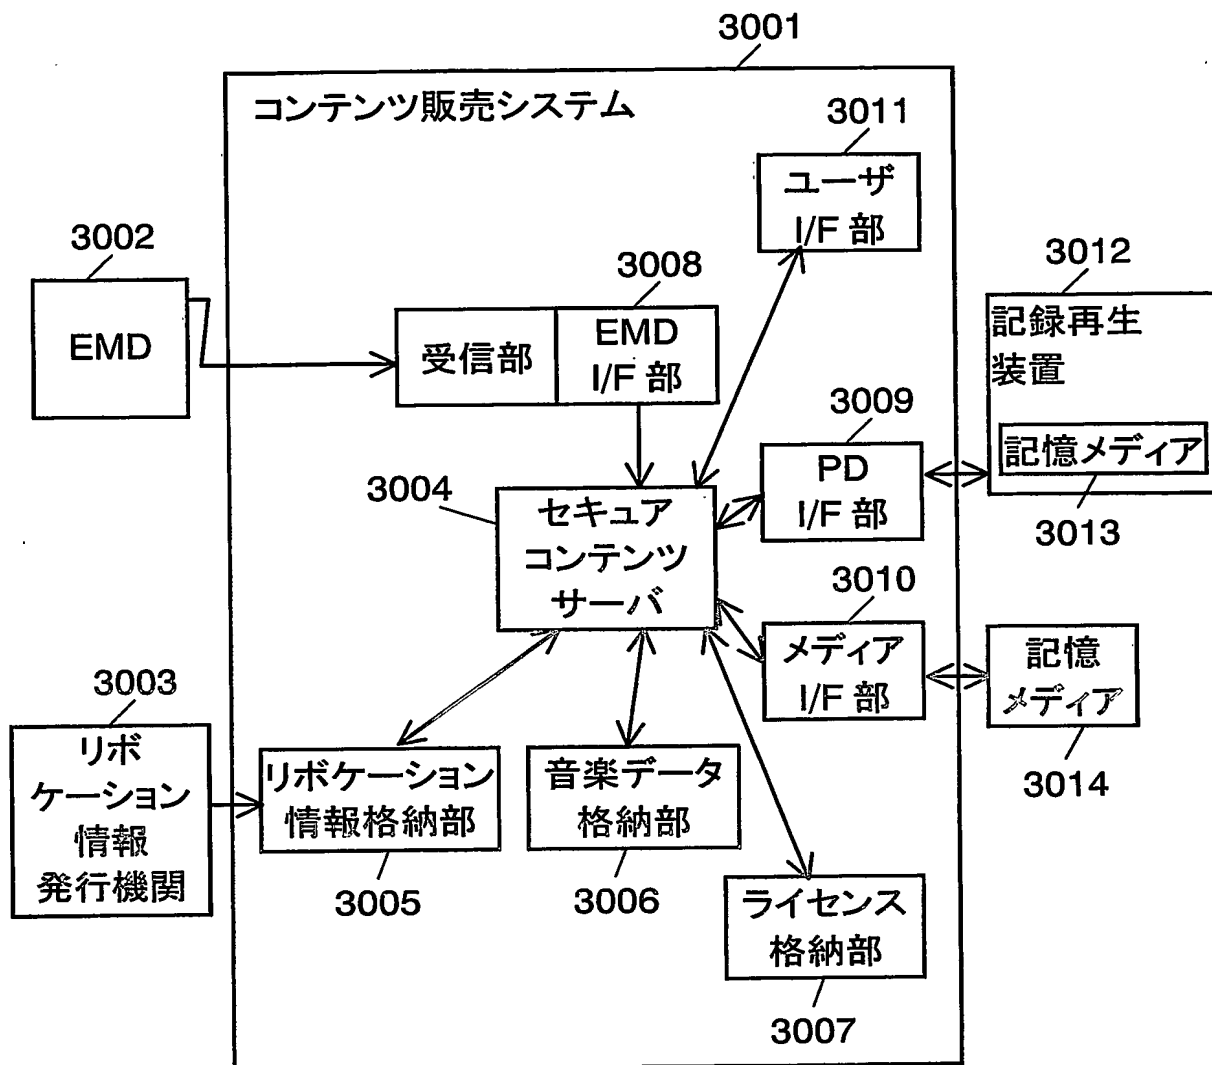 3001
コンテンツ販売システム
3011
ユーザ
I/F 部
3002
EMD
3008
受信部
EMD
I/F 部
3012
記録再生
装置
記憶メディア
3013
3009
PD
I/F 部
3004
セキュア
コンテンツ
サーバ
3010
メディア
I/F 部
記憶
メディア
3014
3003
リボ
ケーション
情報
発行機関
リボケーション
情報格納部
3005
音楽データ
格納部
3006
ライセンス
格納部
3007